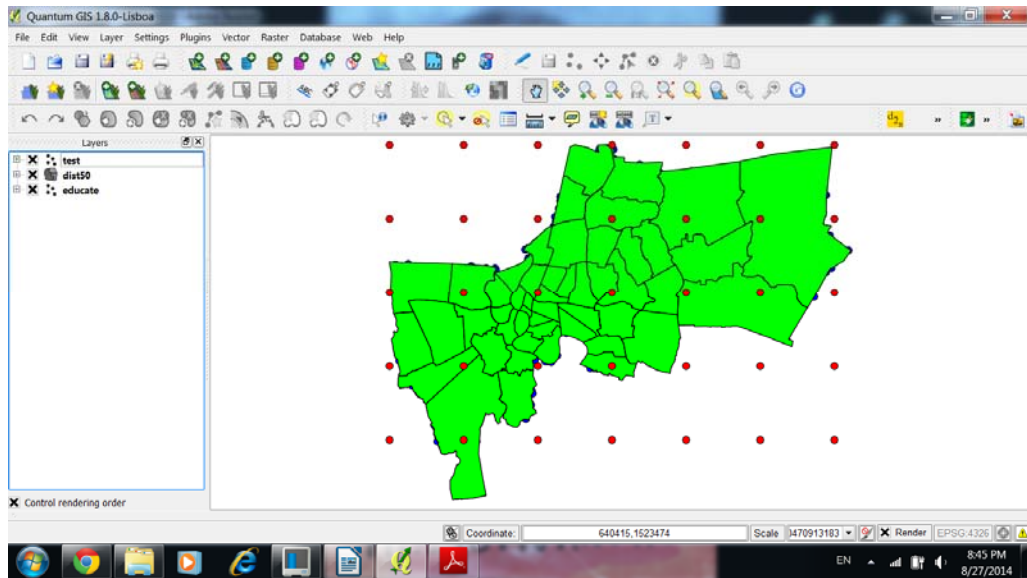 Quantum GIS 1.8.0-Lisboa
File Edit View Layer Settings Plugins Vector Raster Database Web Help
Layers
test
dist50
educate
Control rendering order
Coordinate: 640415,1523474 Scale )470913183 Render EPSG:4326
EN 8:45 PM
8/27/2014